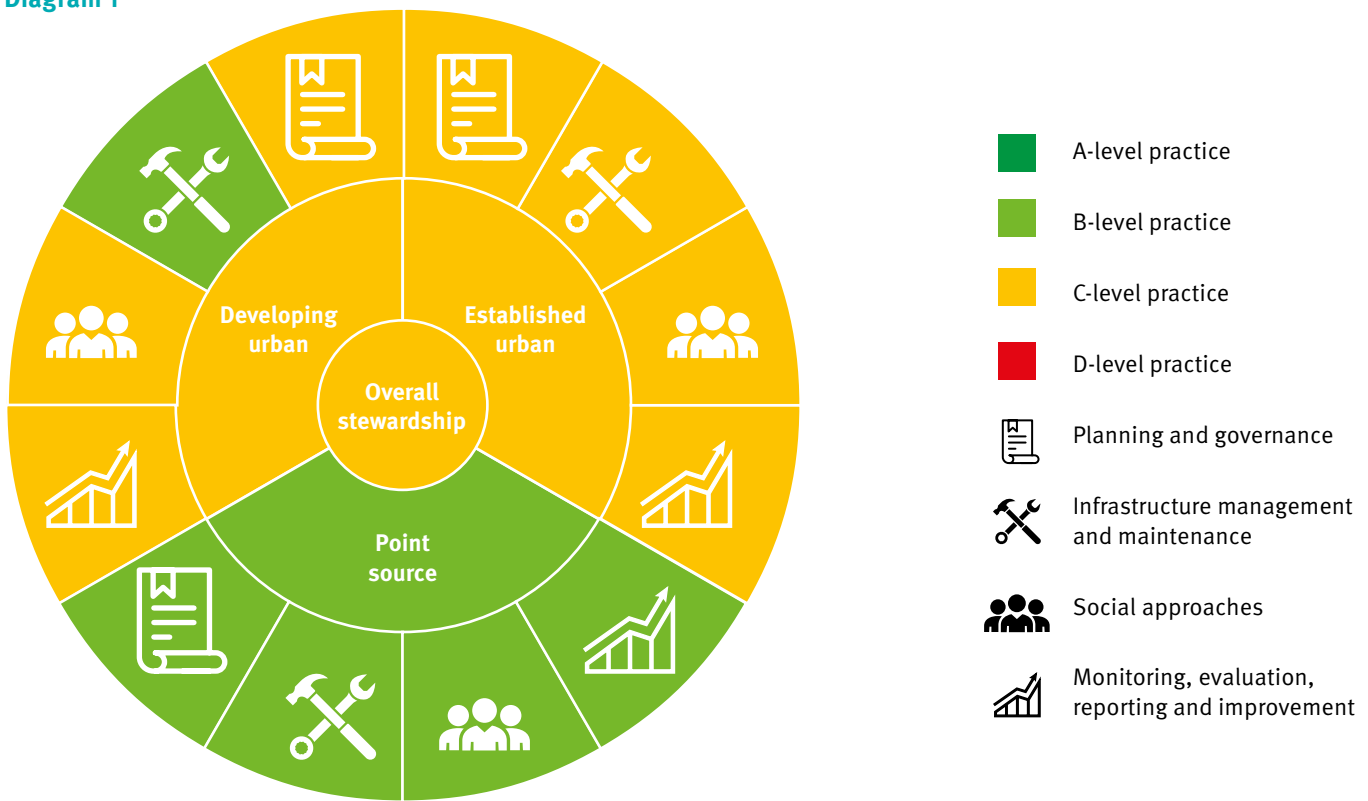 Diagram 1
Developing
urban
Established
urban
Overall
stewardship
Point
source
A-level practice
B-level practice
C-level practice
D-level practice
Planning and governance
Infrastructure management
and maintenance
Social approaches
Monitoring, evaluation,
reporting and improvement